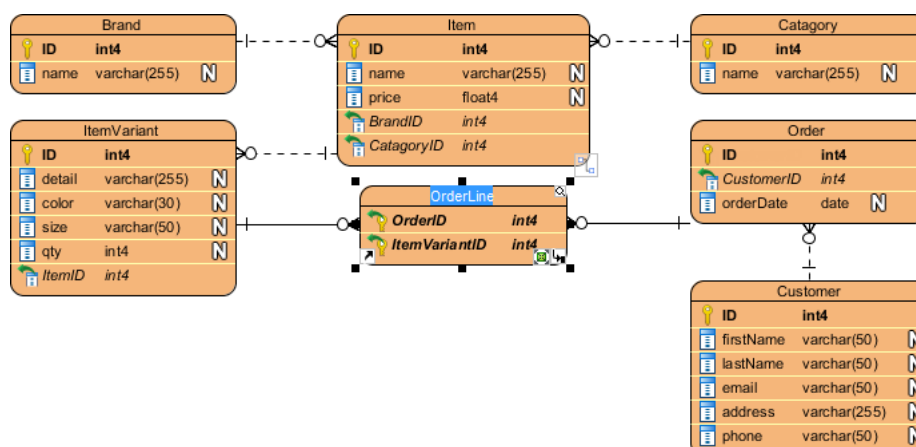 Brand
ID int4
name varchar(255) N
Item
ID int4
name varchar(255) N
price float4 N
BrandID int4
CatagoryID int4
Catagory
ID int4
name varchar(255) N
ItemVariant
ID int4
detail varchar(255) N
color varchar(30) N
size varchar(50) N
qty int4 N
ItemID int4
OrderLine
OrderID int4
ItemVariantID int4
Order
ID int4
CustomerID int4
orderDate date N
Customer
ID int4
firstName varchar(50) N
lastName varchar(50) N
email varchar(50) N
address varchar(255) N
phone varchar(50) N